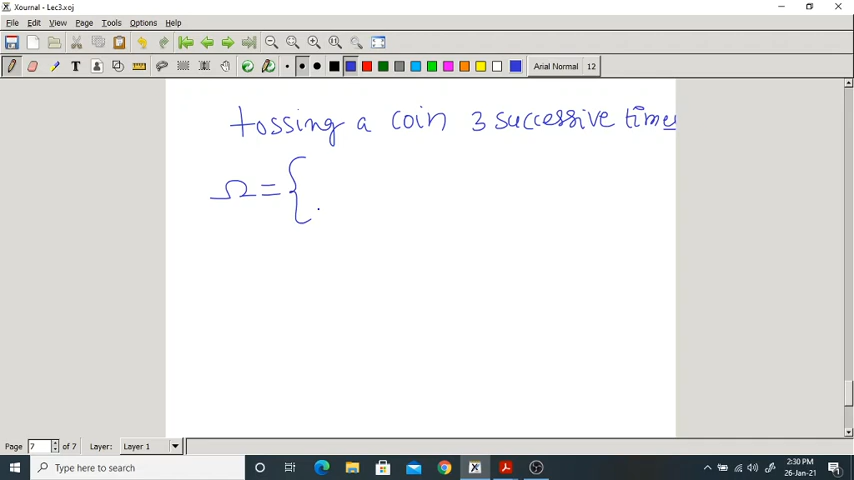 Xournal - Lec3.xoj
File Edit View Page Tools Options Help
Arial Normal 12
tossing a coin 3 successive times
Ω = {
Page 7 of 7 Layer: Layer 1
Type here to search
2:30 PM
26-Jan-21